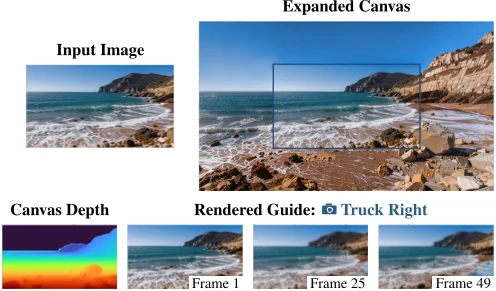 Expanded Canvas
Input Image
Canvas Depth
Rendered Guide: Truck Right
Frame 1
Frame 25
Frame 49